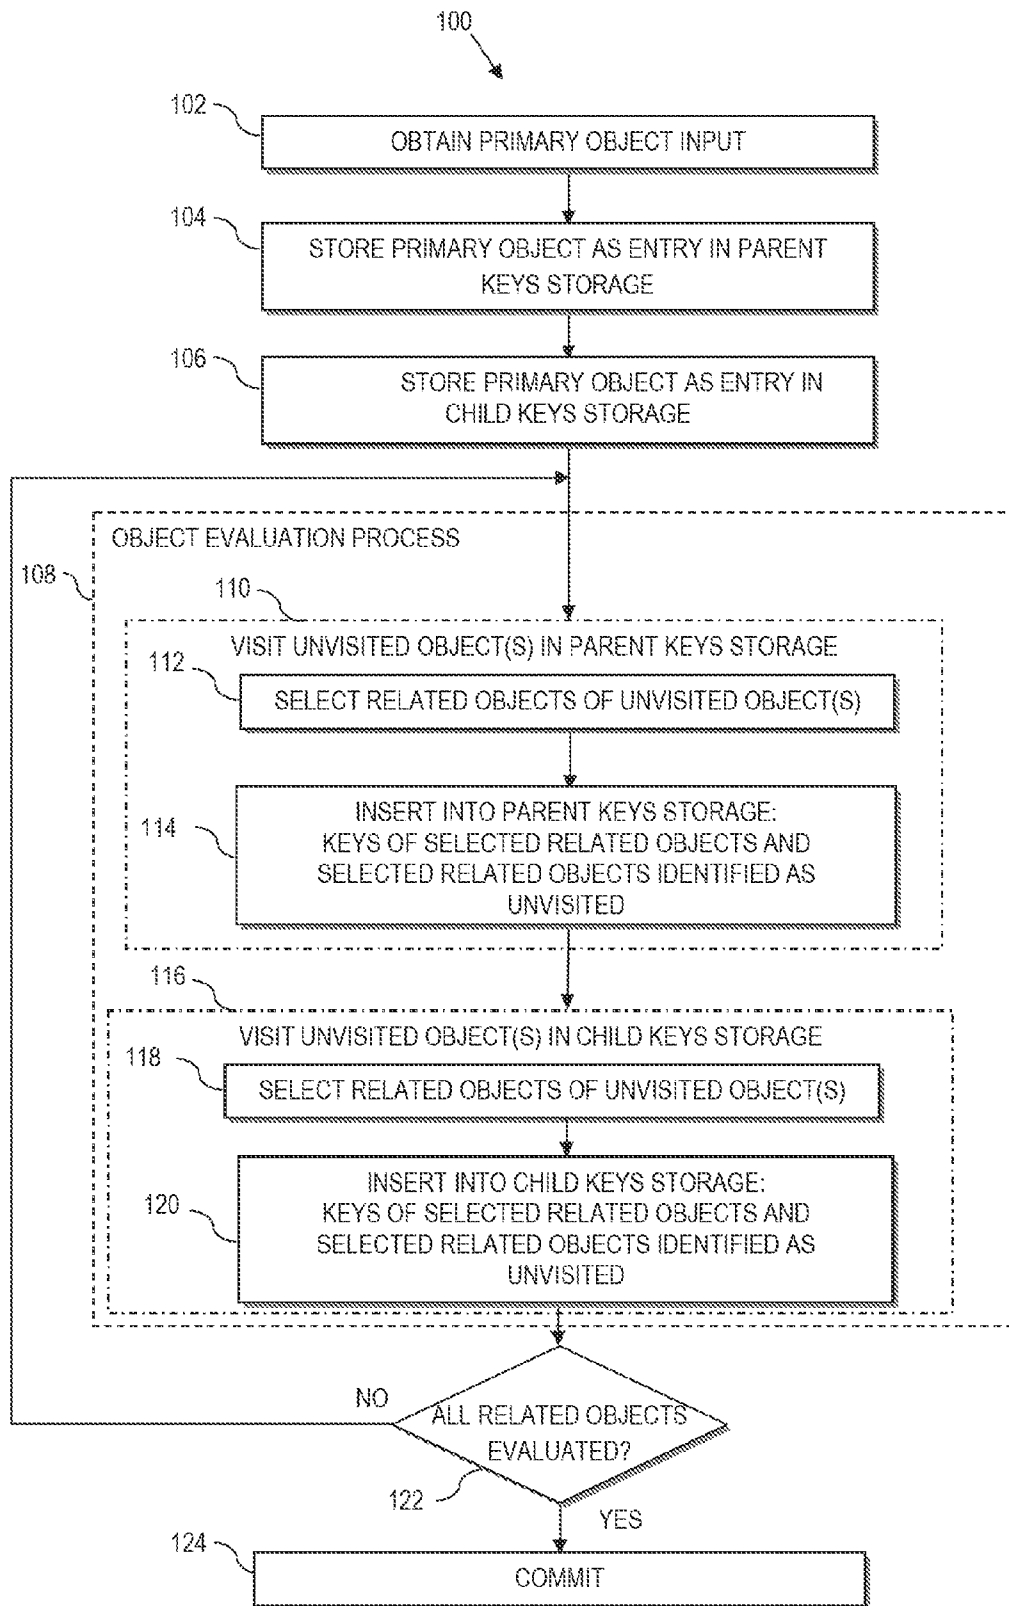 100
102
OBTAIN PRIMARY OBJECT INPUT
104
STORE PRIMARY OBJECT AS ENTRY IN PARENT
KEYS STORAGE
106
STORE PRIMARY OBJECT AS ENTRY IN
CHILD KEYS STORAGE
OBJECT EVALUATION PROCESS
108
110
VISIT UNVISITED OBJECT(S) IN PARENT KEYS STORAGE
112
SELECT RELATED OBJECTS OF UNVISITED OBJECT(S)
114
INSERT INTO PARENT KEYS STORAGE:
KEYS OF SELECTED RELATED OBJECTS AND
SELECTED RELATED OBJECTS IDENTIFIED AS
UNVISITED
116
VISIT UNVISITED OBJECT(S) IN CHILD KEYS STORAGE
118
SELECT RELATED OBJECTS OF UNVISITED OBJECT(S)
120
INSERT INTO CHILD KEYS STORAGE:
KEYS OF SELECTED RELATED OBJECTS AND
SELECTED RELATED OBJECTS IDENTIFIED AS
UNVISITED
NO
ALL RELATED OBJECTS
EVALUATED?
122
YES
124
COMMIT